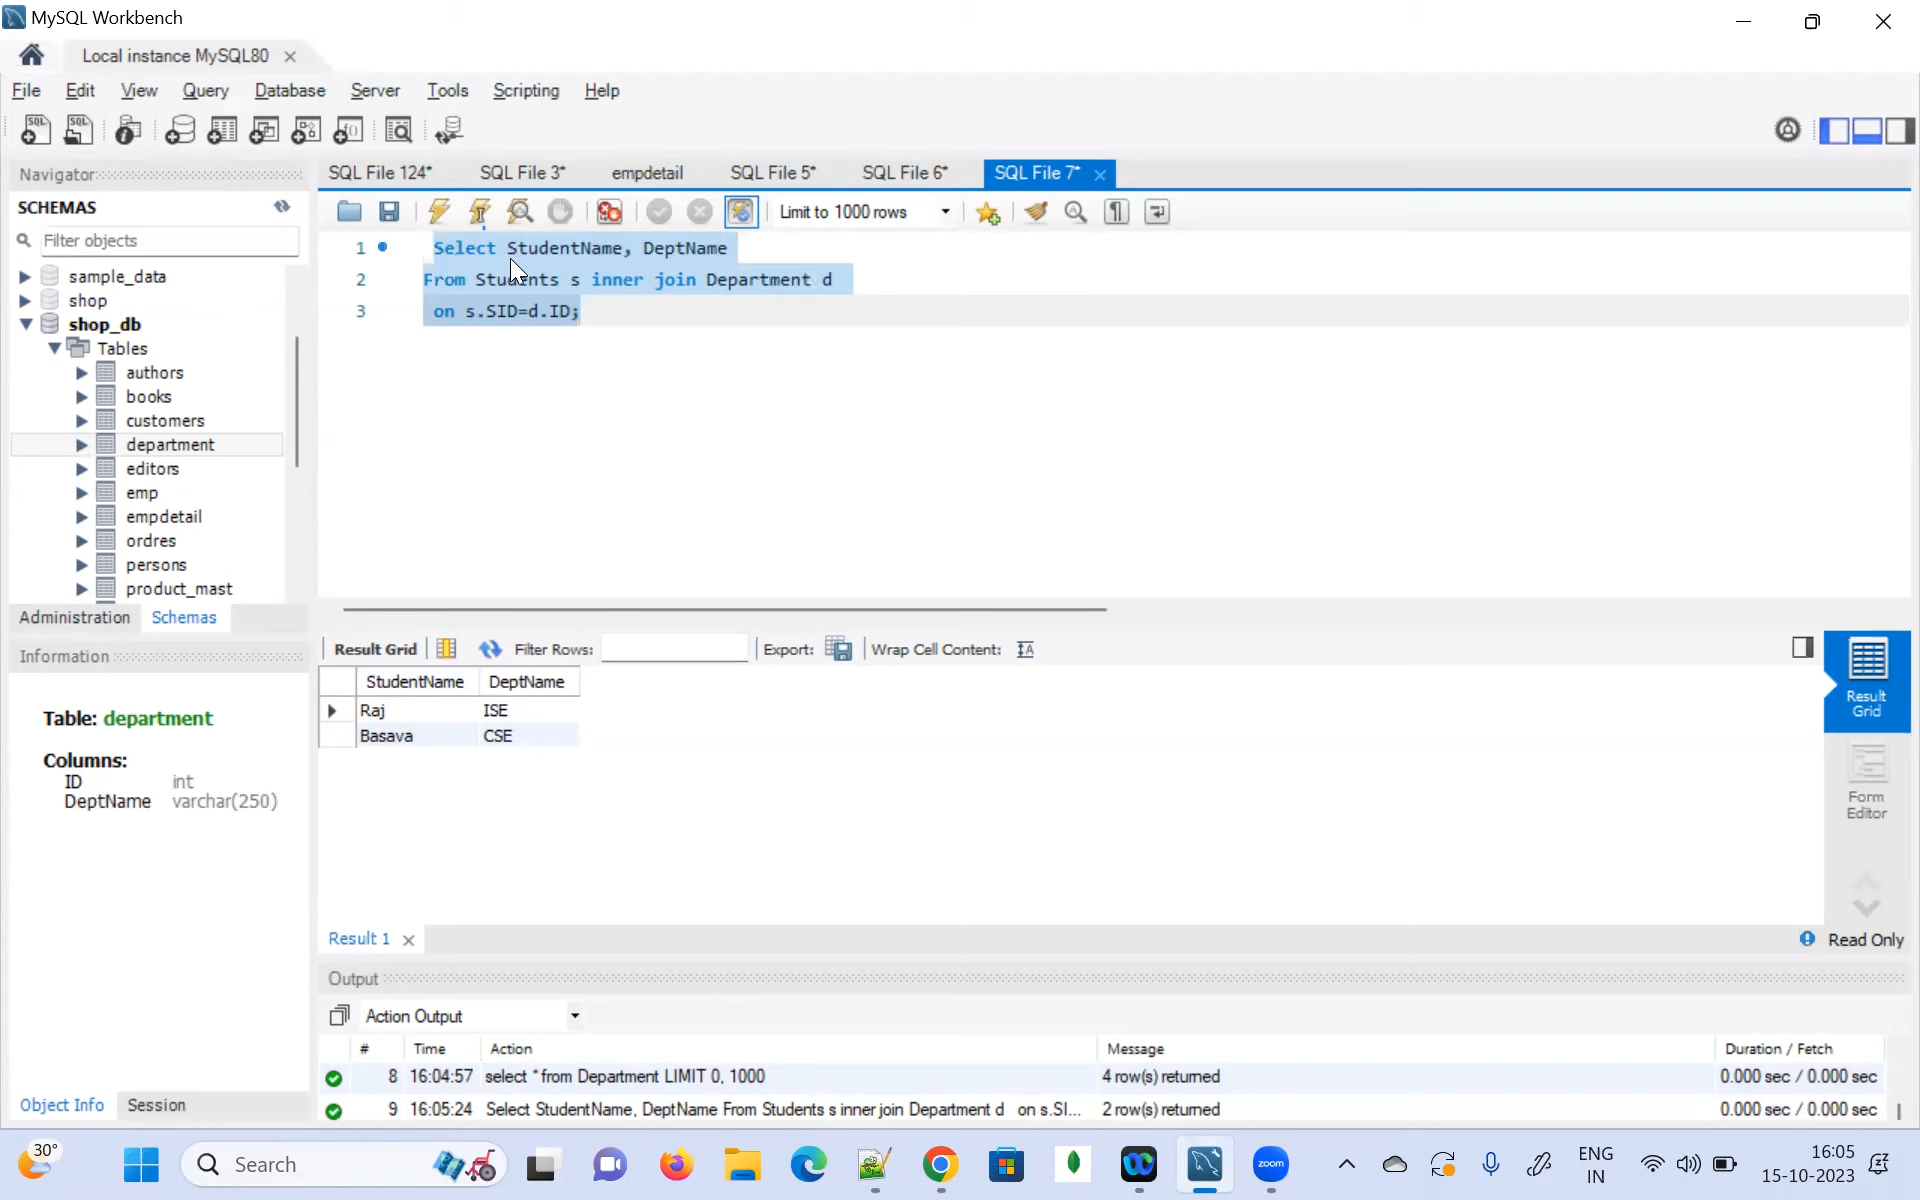 MySQL Workbench
Local instance MySQL80
File Edit View Query Database Server Tools Scripting Help
SQL SQL
Navigator
SCHEMAS
Filter objects
sample_data
shop
shop_db
Tables
authors
books
customers
department
editors
emp
empdetail
ordres
persons
product_mast
Administration Schemas
Information
Table: department
Columns:
ID int
DeptName varchar(250)
Object Info Session
SQL File 124* SQL File 3* empdetail SQL File 5* SQL File 6* SQL File 7*
Limit to 1000 rows
1 Select StudentName, DeptName
2 From Students s inner join Department d
3 on s.SID=d.ID;
Result Grid Filter Rows: Export: Wrap Cell Content:
StudentName DeptName
Raj ISE
Basava CSE
Result Grid
Form Editor
Result 1
Read Only
Output
Action Output
# Time Action Message Duration / Fetch
8 16:04:57 select * from Department LIMIT 0, 1000 4 row(s) returned 0.000 sec / 0.000 sec
9 16:05:24 Select StudentName, DeptName From Students s inner join Department d on s.SI... 2 row(s) returned 0.000 sec / 0.000 sec
30°
Search
zoom
ENG
IN
16:05
15-10-2023